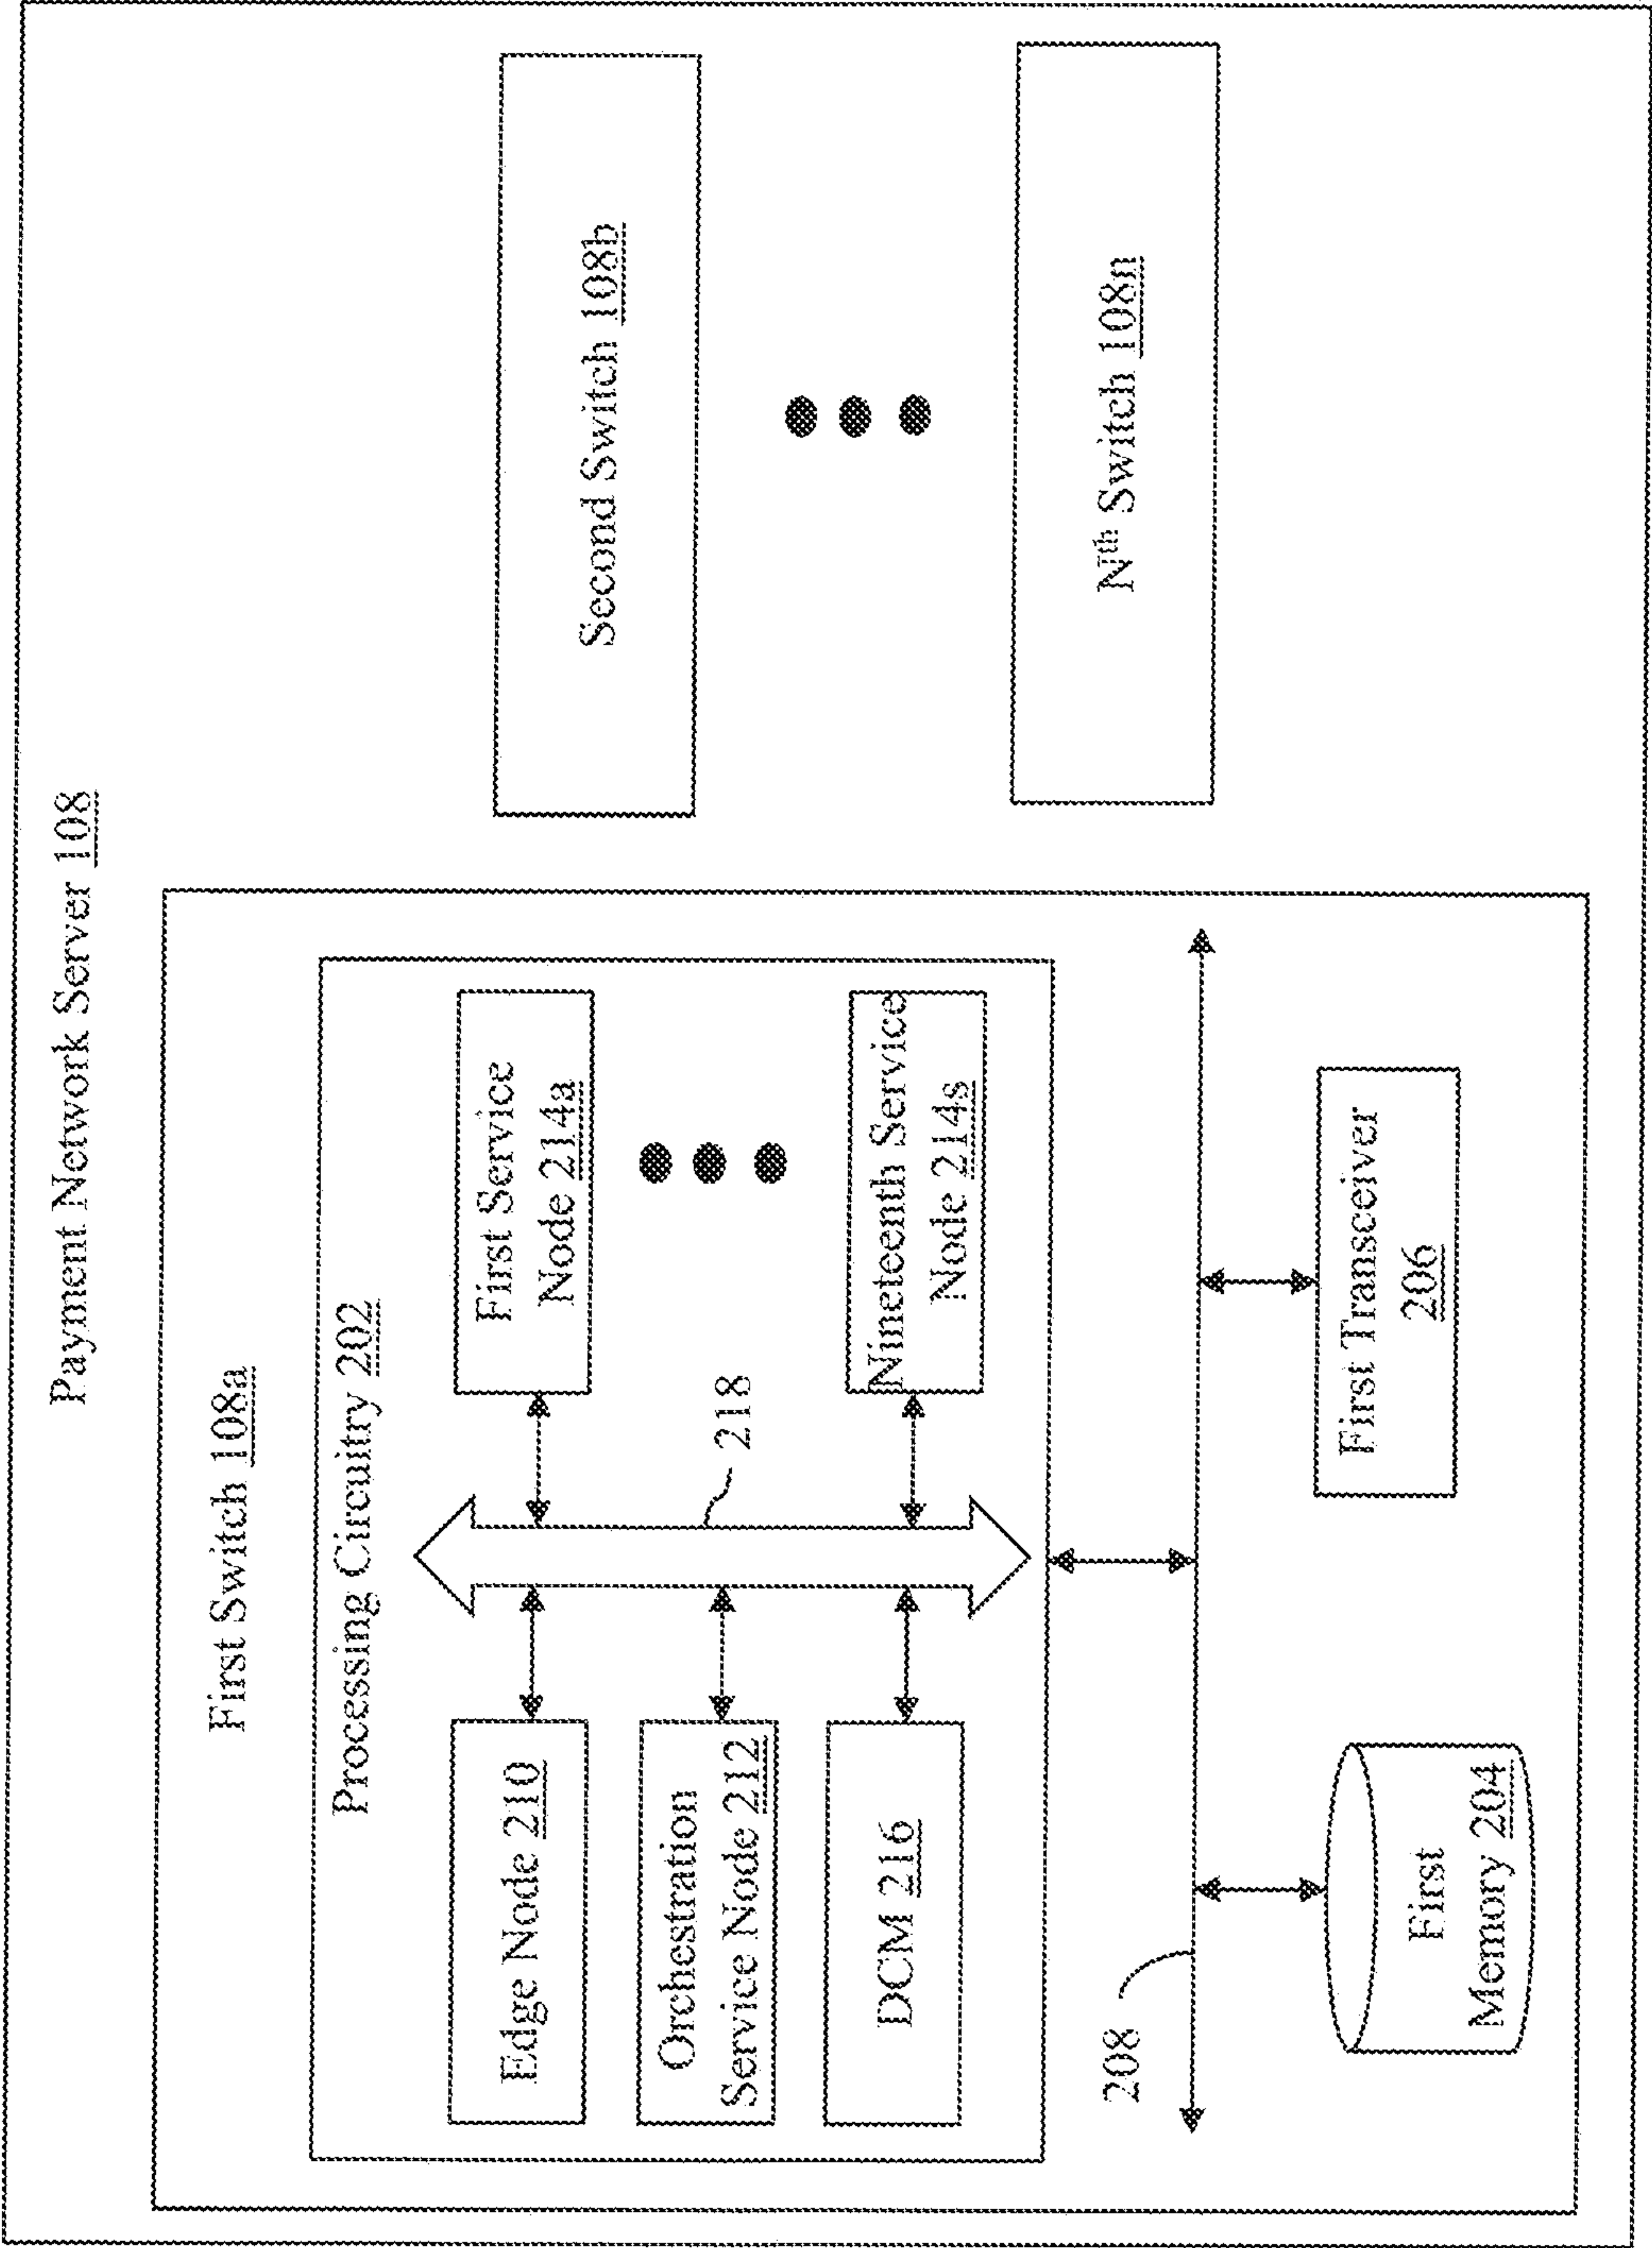 Payment Network Server 108
First Switch 108a
Processing Circuitry 202
Edge Node 210
Orchestration
Service Node 212
DCM 216
218
First Service
Node 214a
Nineteenth Service
Node 214s
208
First
Memory 204
First Transceiver
206
Second Switch 108b
Nth Switch 108n